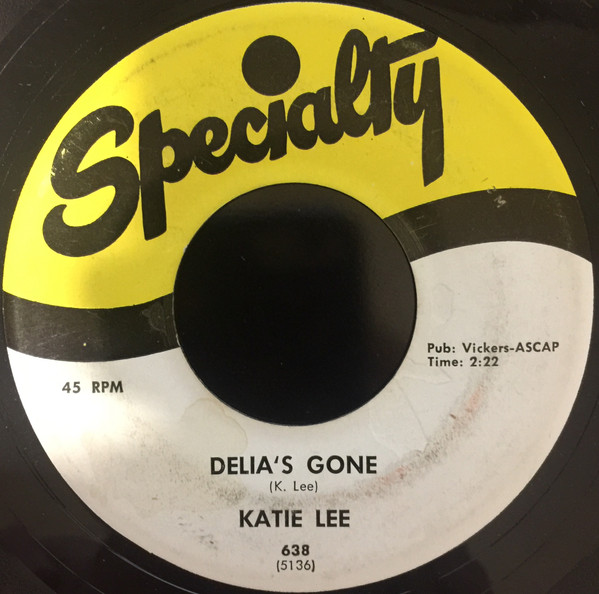 Specialty
Pub: Vickers-ASCAP
Time: 2:22
45 RPM
DELIA'S GONE
(K. Lee)
KATIE LEE
638
(5136)